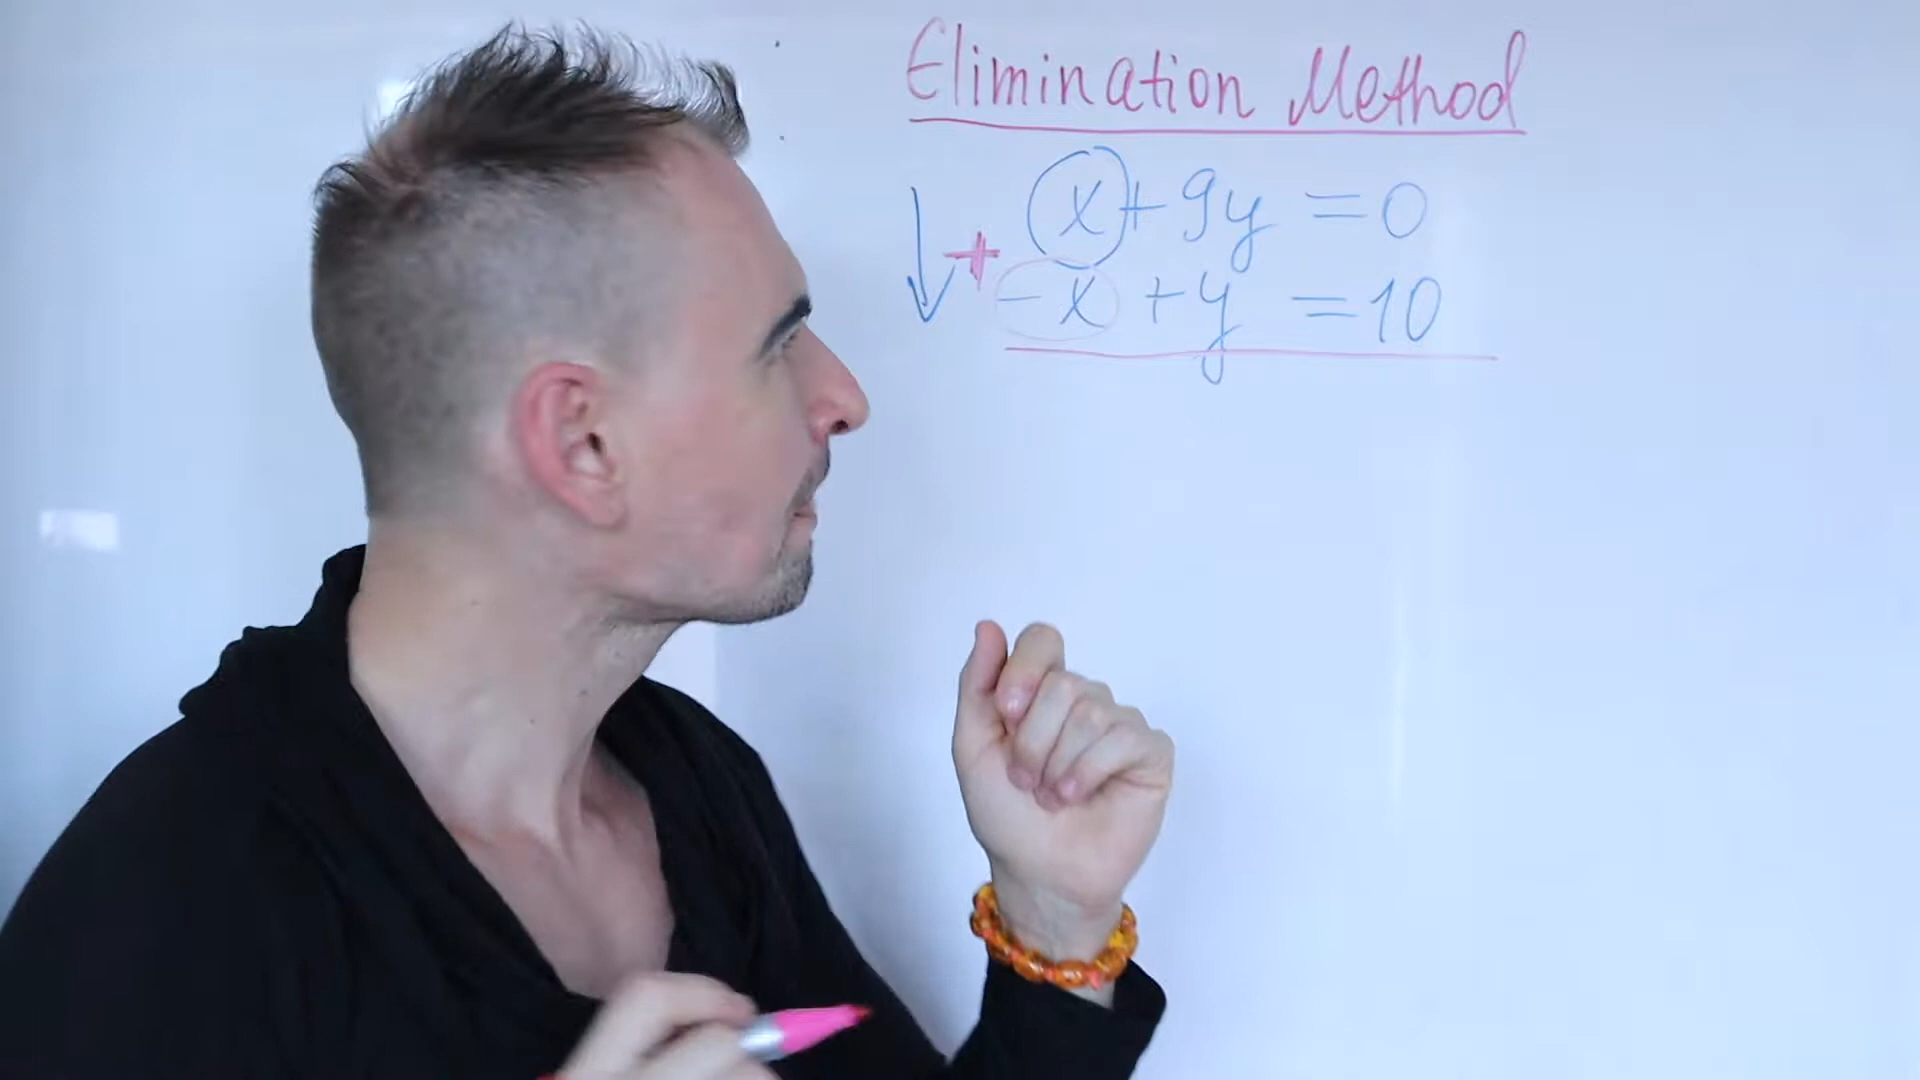 Elimination Method
x + 9y = 0
+
- x + y = 10